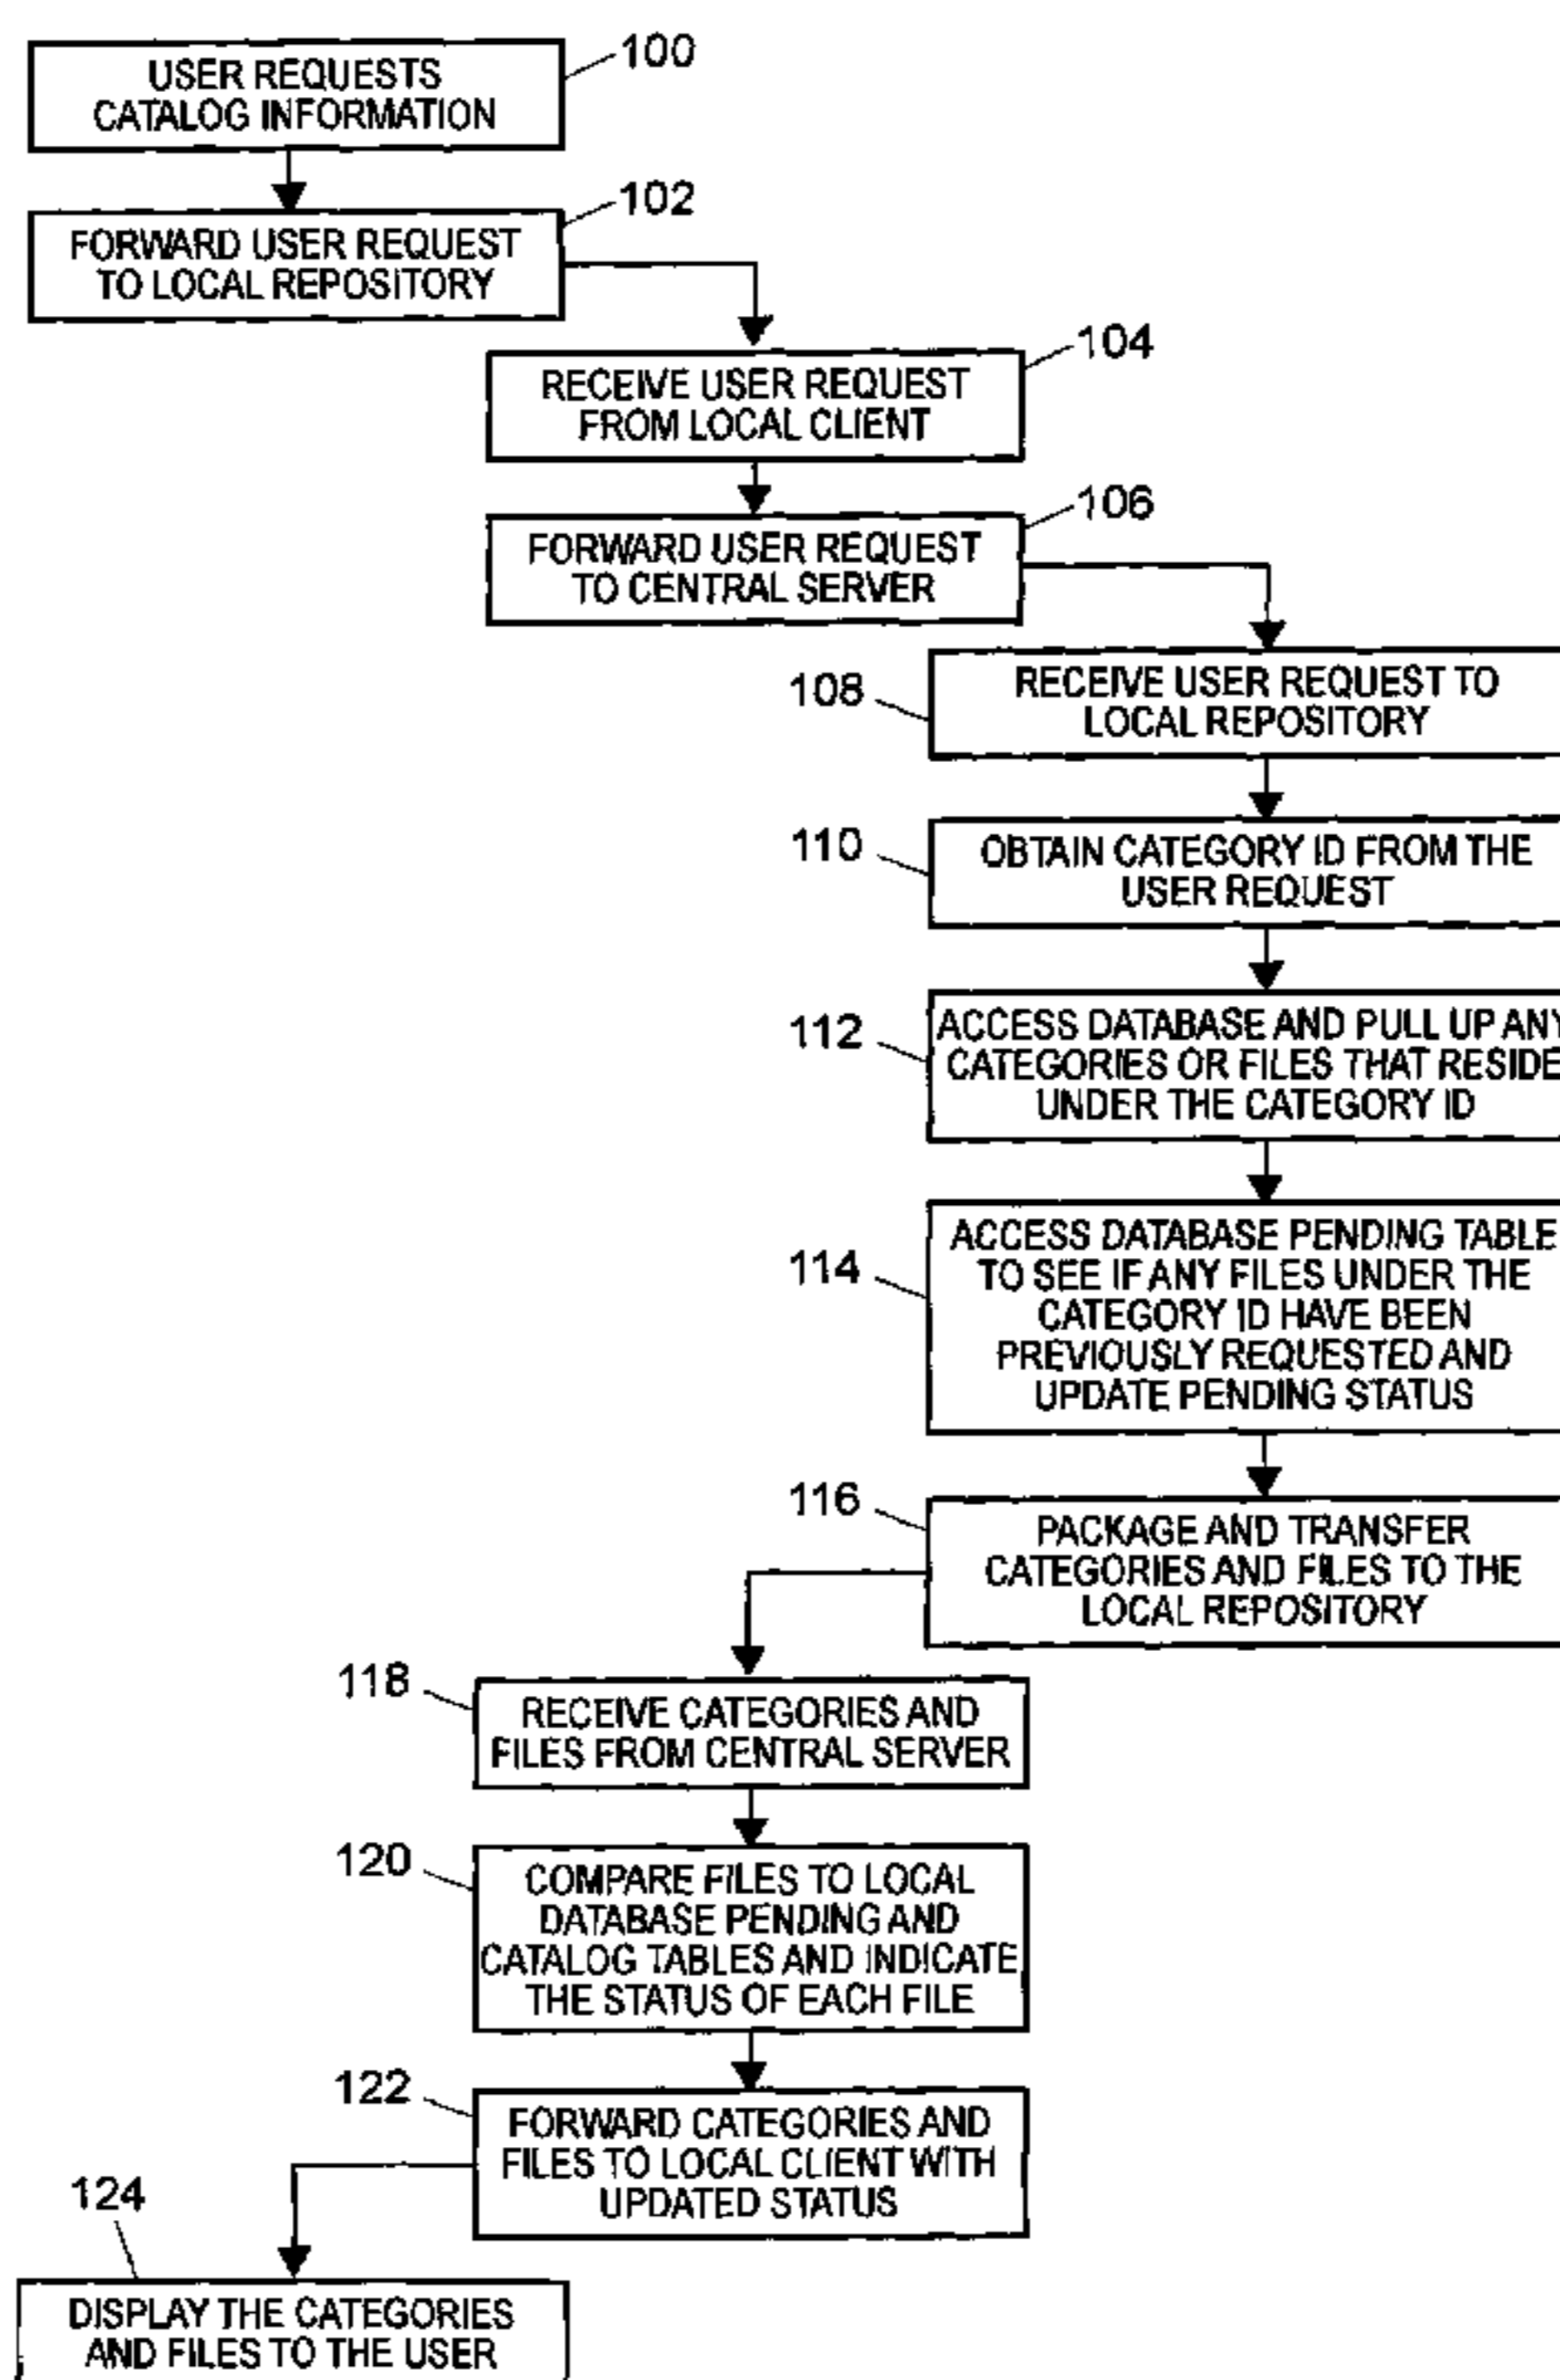 100
USER REQUESTS
CATALOG INFORMATION
102
FORWARD USER REQUEST
TO LOCAL REPOSITORY
104
RECEIVE USER REQUEST
FROM LOCAL CLIENT
106
FORWARD USER REQUEST
TO CENTRAL SERVER
108
RECEIVE USER REQUEST TO
LOCAL REPOSITORY
110
OBTAIN CATEGORY ID FROM THE
USER REQUEST
112
ACCESS DATABASE AND PULL UP ANY
CATEGORIES OR FILES THAT RESIDE
UNDER THE CATEGORY ID
114
ACCESS DATABASE PENDING TABLE
TO SEE IF ANY FILES UNDER THE
CATEGORY ID HAVE BEEN
PREVIOUSLY REQUESTED AND
UPDATE PENDING STATUS
116
PACKAGE AND TRANSFER
CATEGORIES AND FILES TO THE
LOCAL REPOSITORY
118
RECEIVE CATEGORIES AND
FILES FROM CENTRAL SERVER
120
COMPARE FILES TO LOCAL
DATABASE PENDING AND
CATALOG TABLES AND INDICATE
THE STATUS OF EACH FILE
122
FORWARD CATEGORIES AND
FILES TO LOCAL CLIENT WITH
UPDATED STATUS
124
DISPLAY THE CATEGORIES
AND FILES TO THE USER